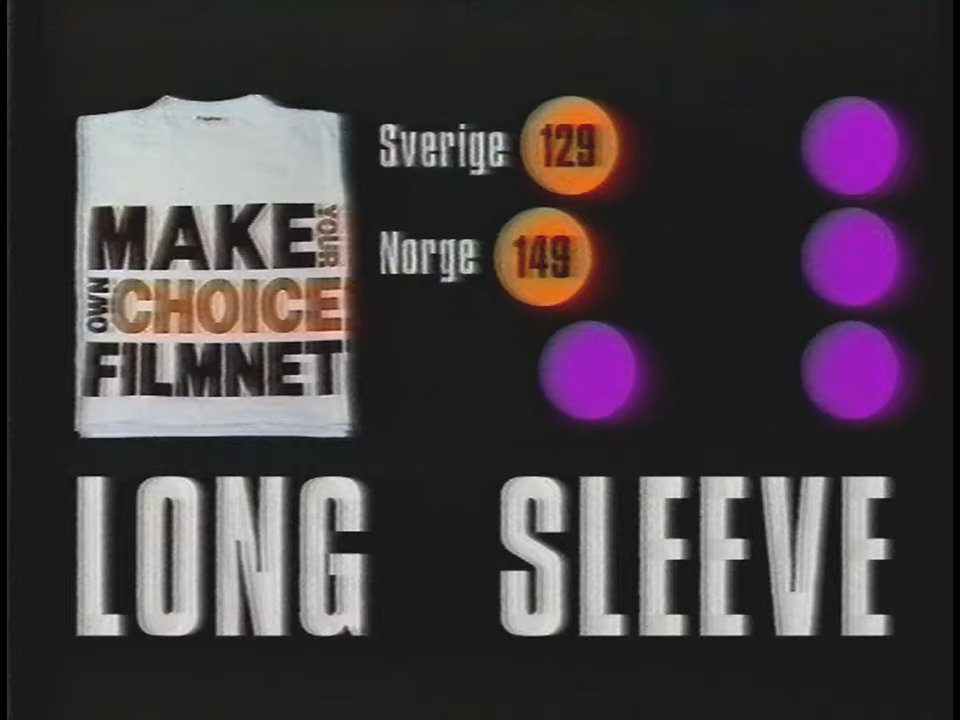 MAKE YOUR
OWN CHOICE
FILMNET
Sverige 129
Norge 149
LONG SLEEVE